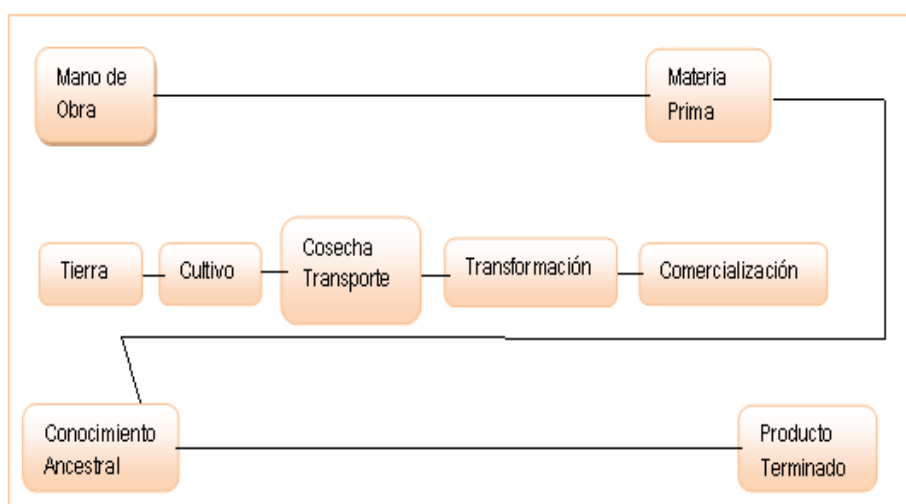 Mano de
Obra
Materia
Prima
Tierra
Cultivo
Cosecha
Transporte
Transformación
Comercialización
Conocimiento
Ancestral
Producto
Terminado